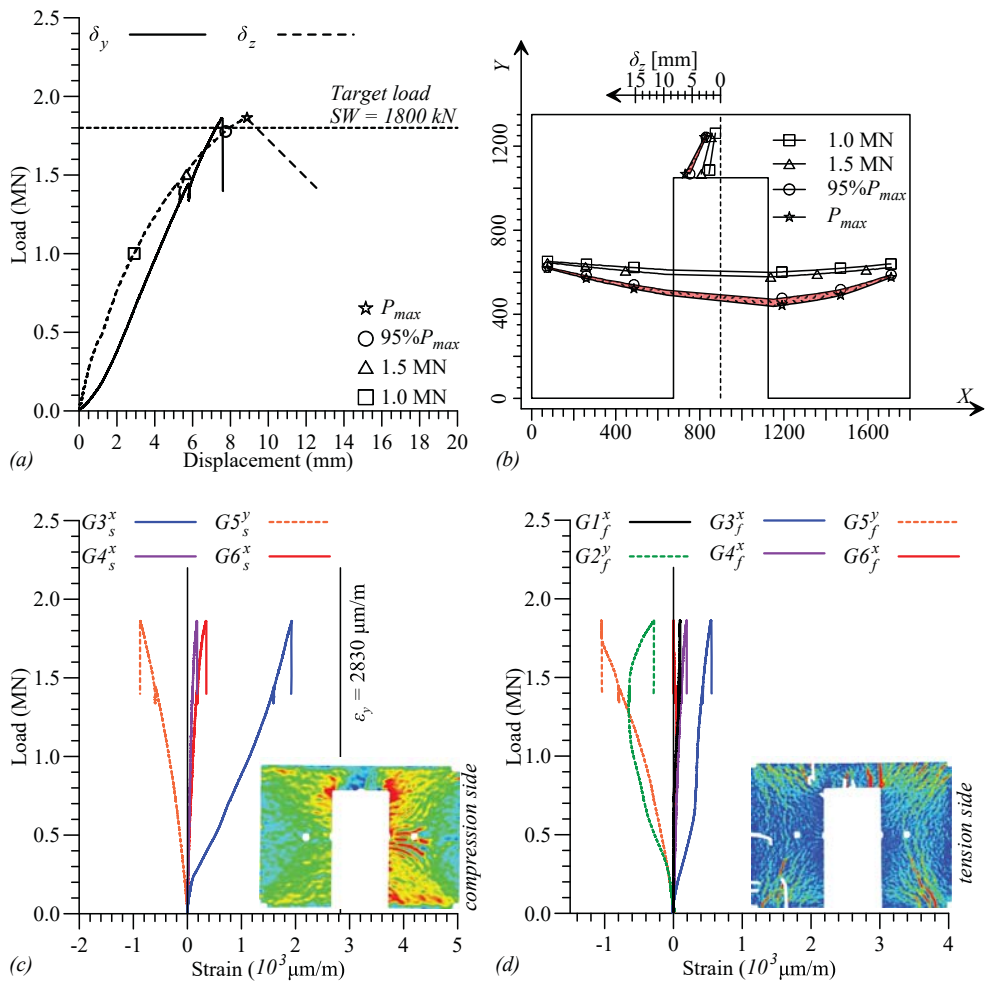 2.5
2.0
1.5
1.0
0.5
0.0
Load (MN)
δy
δz
Target load
SW = 1800 kN
Pmax
95%Pmax
1.5 MN
1.0 MN
0 2 4 6 8 10 12 14 16 18 20
Displacement (mm)
(a)
Y
δz [mm]
15 10 5 0
1200
800
400
0
1.0 MN
1.5 MN
95%Pmax
Pmax
0 400 800 1200 1600
X
(b)
2.5
2.0
1.5
1.0
0.5
0.0
Load (MN)
G3sx G5sy
G4sx G6sx
εy = 2830 μm/m
compression side
-2 -1 0 1 2 3 4 5
Strain (10³μm/m)
(c)
2.5
2.0
1.5
1.0
0.5
0.0
Load (MN)
G1fx G3fx G5fy
G2fy G4fx G6fx
tension side
-1 0 1 2 3 4
Strain (10³μm/m)
(d)